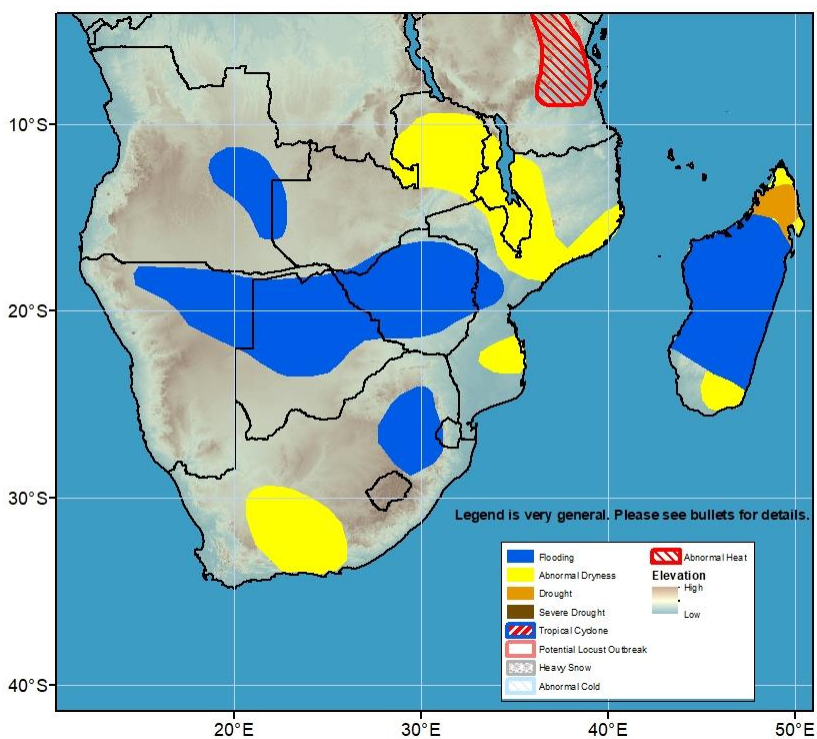 10°S
20°S
30°S
40°S
Legend is very general. Please see bullets for details.
Flooding
Abnormal Dryness
Drought
Severe Drought
Tropical Cyclone
Potential Locust Outbreak
Heavy Snow
Abnormal Cold
Abnormal Heat
Elevation
High
Low
20°E
30°E
40°E
50°E